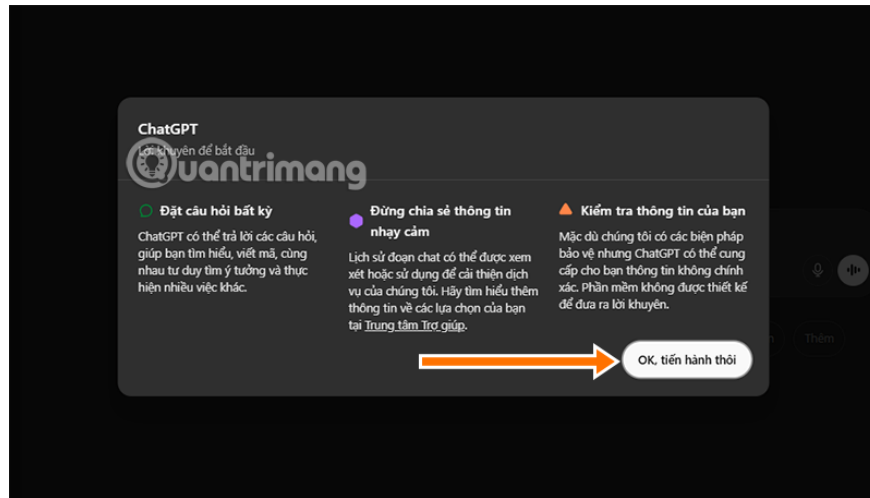 ChatGPT
Lời khuyên để bắt đầu
Quantrimang
Đặt câu hỏi bất kỳ
ChatGPT có thể trả lời các câu hỏi,
giúp bạn tìm hiểu, viết mã, cùng
nhau tư duy tìm ý tưởng và thực
hiện nhiều việc khác.
Đừng chia sẻ thông tin
nhạy cảm
Lịch sử đoạn chat có thể được xem
xét hoặc sử dụng để cải thiện dịch
vụ của chúng tôi. Hãy tìm hiểu thêm
thông tin về các lựa chọn của bạn
tại Trung tâm Trợ giúp.
Kiểm tra thông tin của bạn
Mặc dù chúng tôi có các biện pháp
bảo vệ nhưng ChatGPT có thể cung
cấp cho bạn thông tin không chính
xác. Phần mềm không được thiết kế
để đưa ra lời khuyên.
OK, tiến hành thôi
Thêm